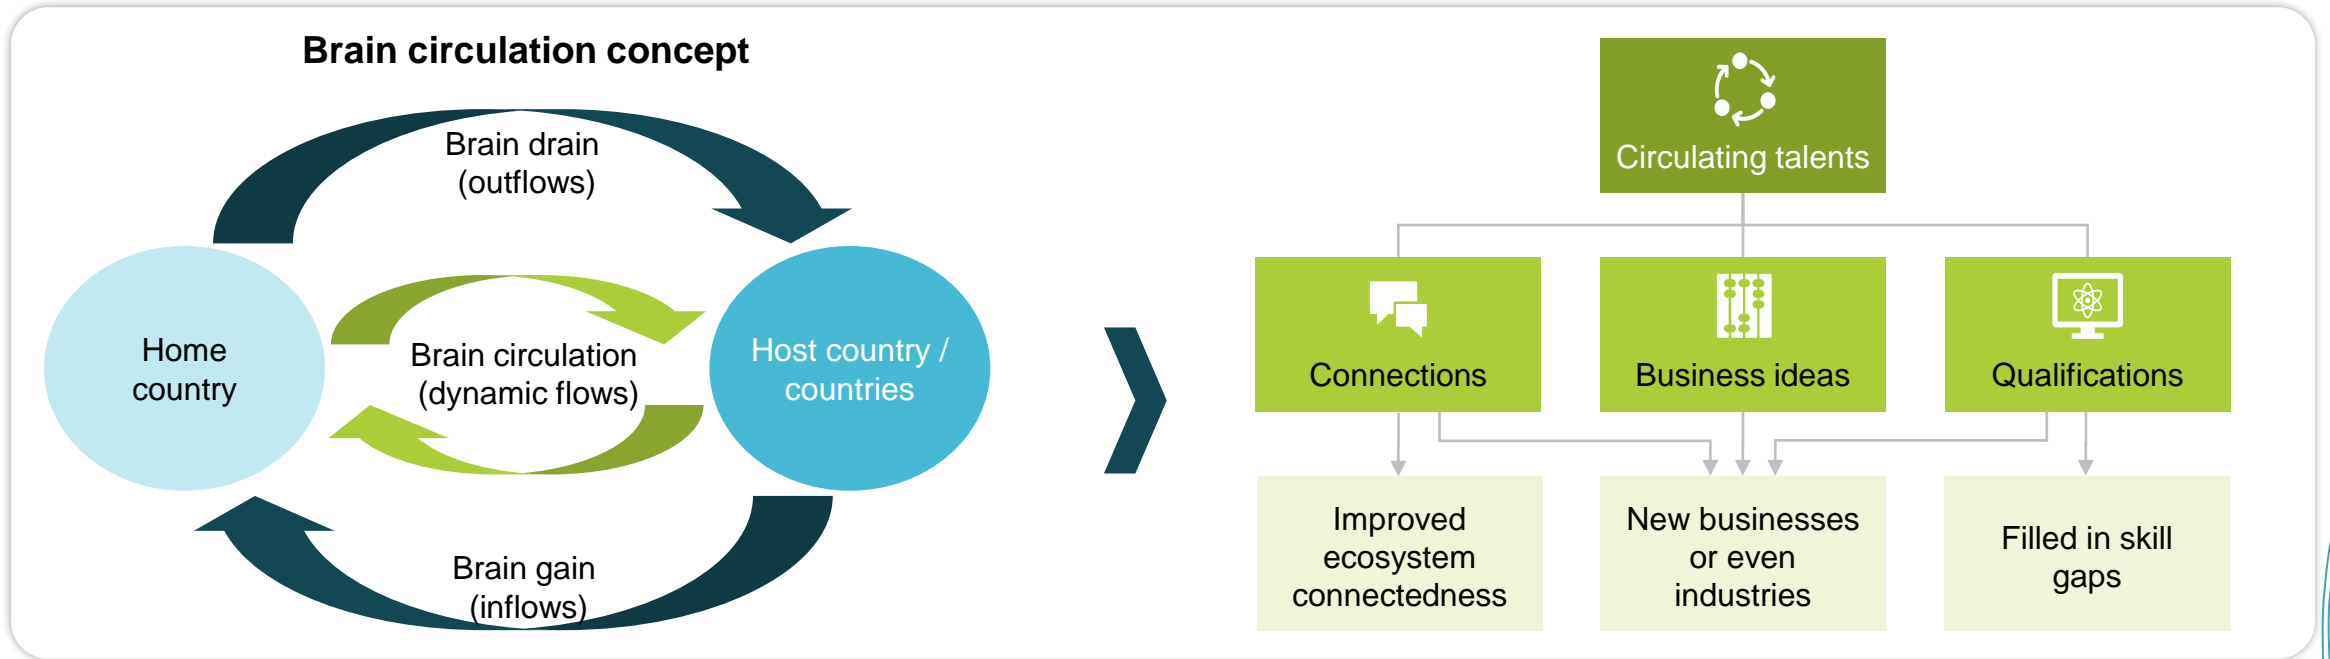 Brain circulation concept
Brain drain
(outflows)
Home
country
Brain circulation
(dynamic flows)
Host country /
countries
Brain gain
(inflows)
Circulating talents
Connections
Business ideas
Qualifications
Improved
ecosystem
connectedness
New businesses
or even
industries
Filled in skill
gaps